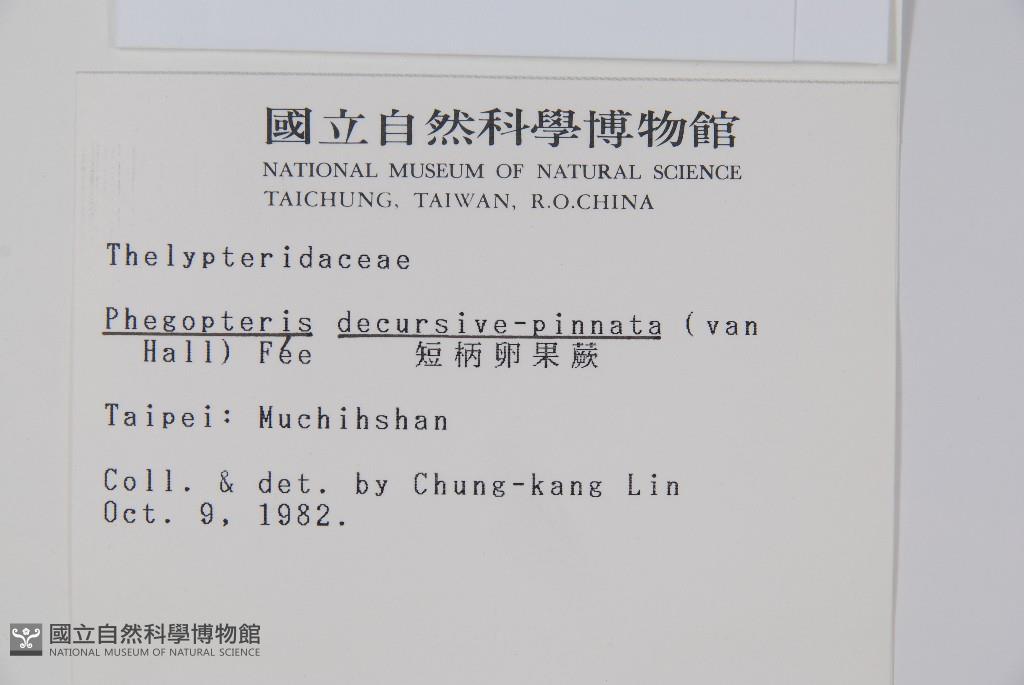 國立自然科學博物館
NATIONAL MUSEUM OF NATURAL SCIENCE
TAICHUNG, TAIWAN, R.O.CHINA
Thelypteridaceae
Phegopteris decursive-pinnata (van
Hall) Fée 短柄卵果蕨
Taipei: Muchihshan
Coll. & det. by Chung-kang Lin
Oct. 9, 1982.
國立自然科學博物館
NATIONAL MUSEUM OF NATURAL SCIENCE